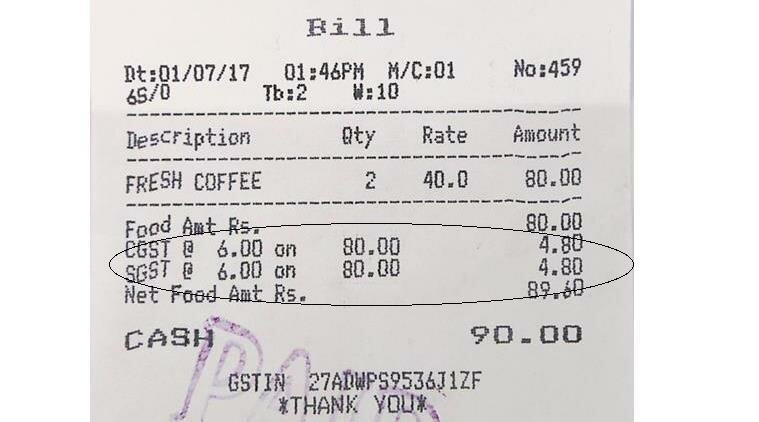 Bill
Dt:01/07/17 01:46PM M/C:01 No:459
6S/0 Tb:2 W:10
Description Qty Rate Amount
FRESH COFFEE 2 40.0 80.00
Food Amt Rs. 80.00
CGST @ 6.00 on 80.00 4.80
SGST @ 6.00 on 80.00 4.80
Net Food Amt Rs. 89.60
CASH 90.00
GSTIN 27ADWPS9536J1ZF
*THANK YOU*
PAID